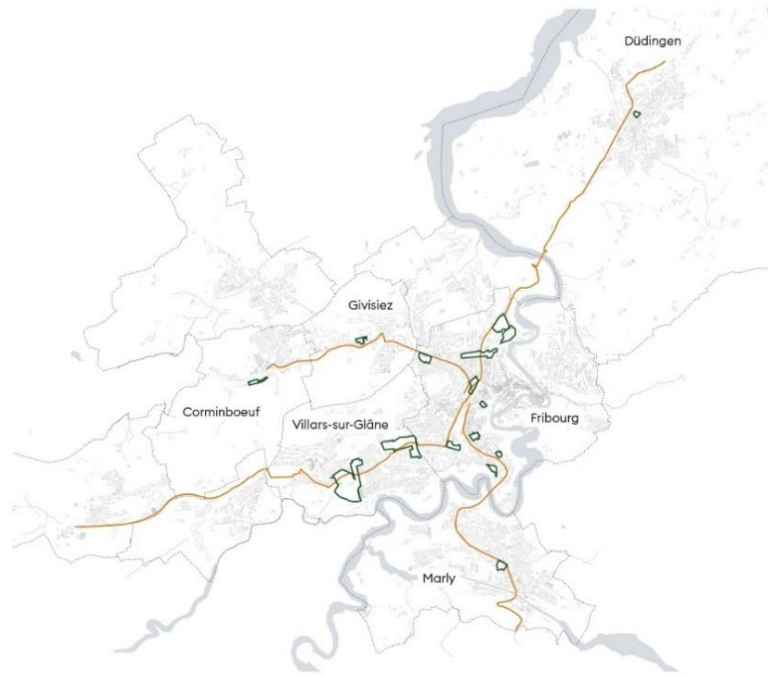 Düdingen
Givisiez
Corminboeuf
Villars-sur-Glâne
Fribourg
Marly